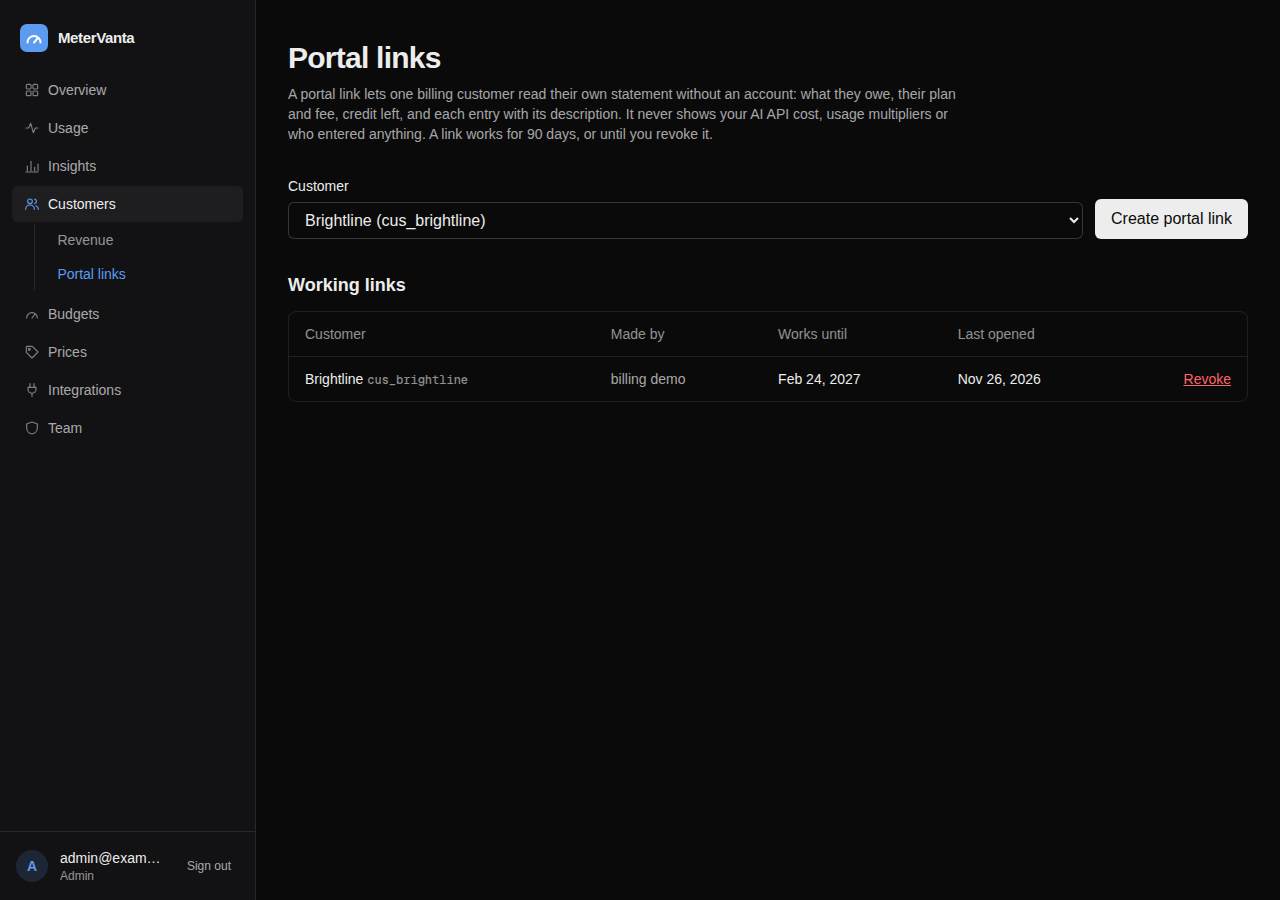 MeterVanta
Overview
Usage
Insights
Customers
Revenue
Portal links
Budgets
Prices
Integrations
Team
A
admin@exam…
Admin
Sign out
Portal links
A portal link lets one billing customer read their own statement without an account: what they owe, their plan
and fee, credit left, and each entry with its description. It never shows your AI API cost, usage multipliers or
who entered anything. A link works for 90 days, or until you revoke it.
Customer
Brightline (cus_brightline)
Create portal link
Working links
Customer Made by Works until Last opened
Brightline cus_brightline billing demo Feb 24, 2027 Nov 26, 2026 Revoke